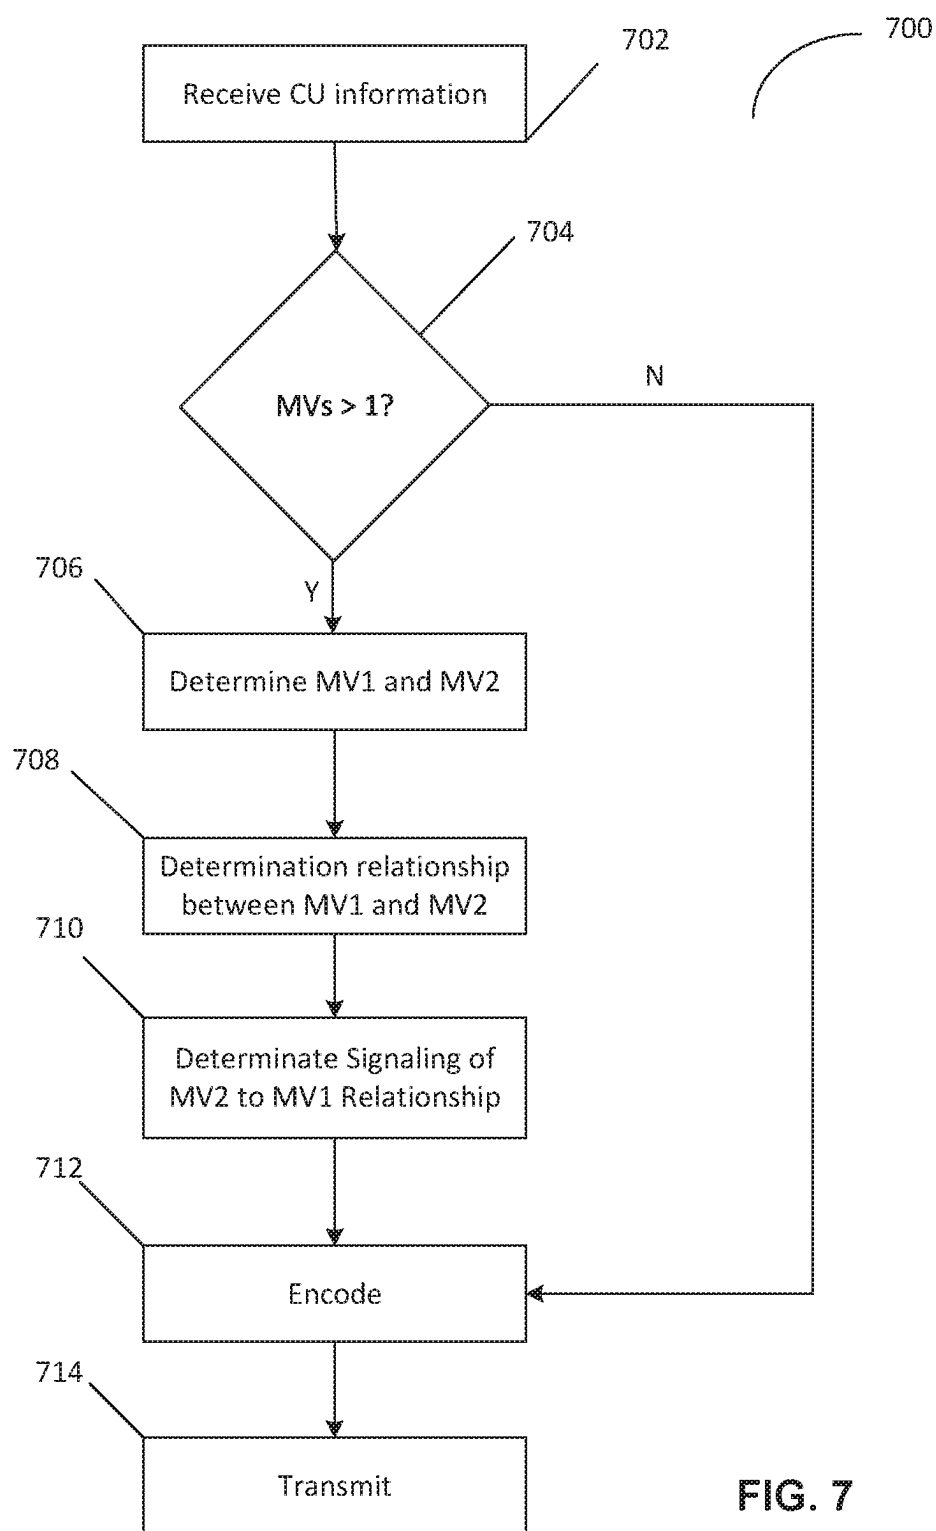 700
702
Receive CU information
704
MVs > 1?
N
Y
706
Determine MV1 and MV2
708
Determination relationship
between MV1 and MV2
710
Determinate Signaling of
MV2 to MV1 Relationship
712
Encode
714
Transmit
FIG. 7